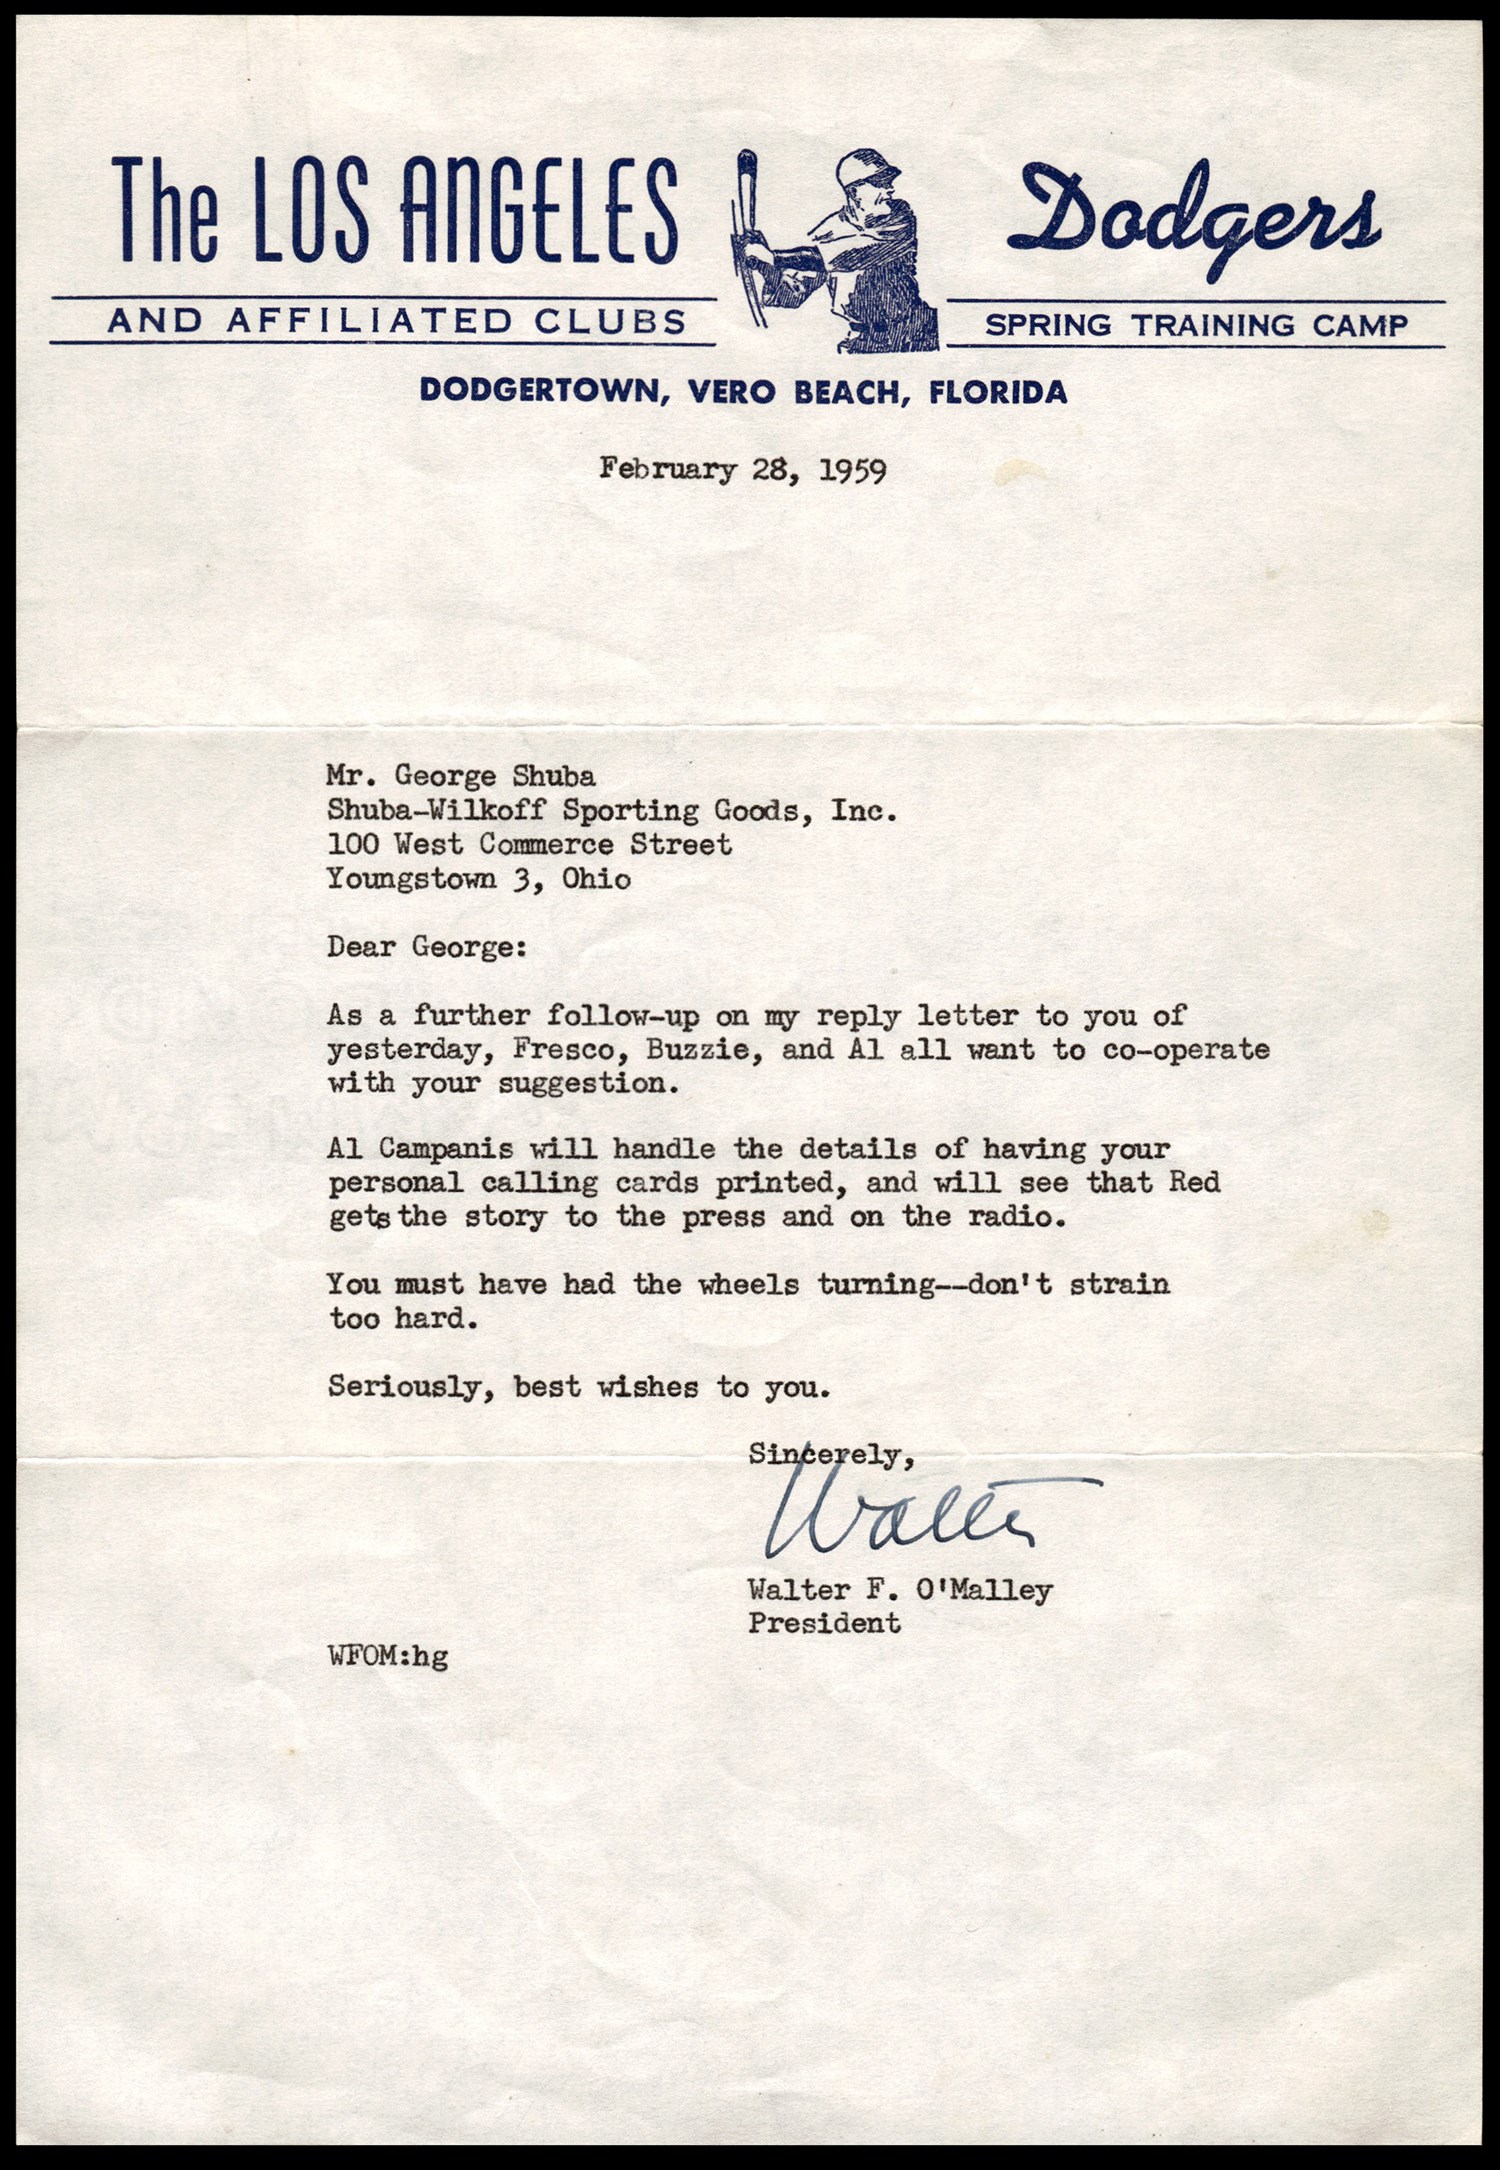 The LOS ANGELES Dodgers
AND AFFILIATED CLUBS SPRING TRAINING CAMP
DODGERTOWN, VERO BEACH, FLORIDA
February 28, 1959
Mr. George Shuba
Shuba-Wilkoff Sporting Goods, Inc.
100 West Commerce Street
Youngstown 3, Ohio
Dear George:
As a further follow-up on my reply letter to you of
yesterday, Fresco, Buzzie, and Al all want to co-operate
with your suggestion.
Al Campanis will handle the details of having your
personal calling cards printed, and will see that Red
gets the story to the press and on the radio.
You must have had the wheels turning--don't strain
too hard.
Seriously, best wishes to you.
Sincerely,
Walter
Walter F. O'Malley
President
WFOM:hg